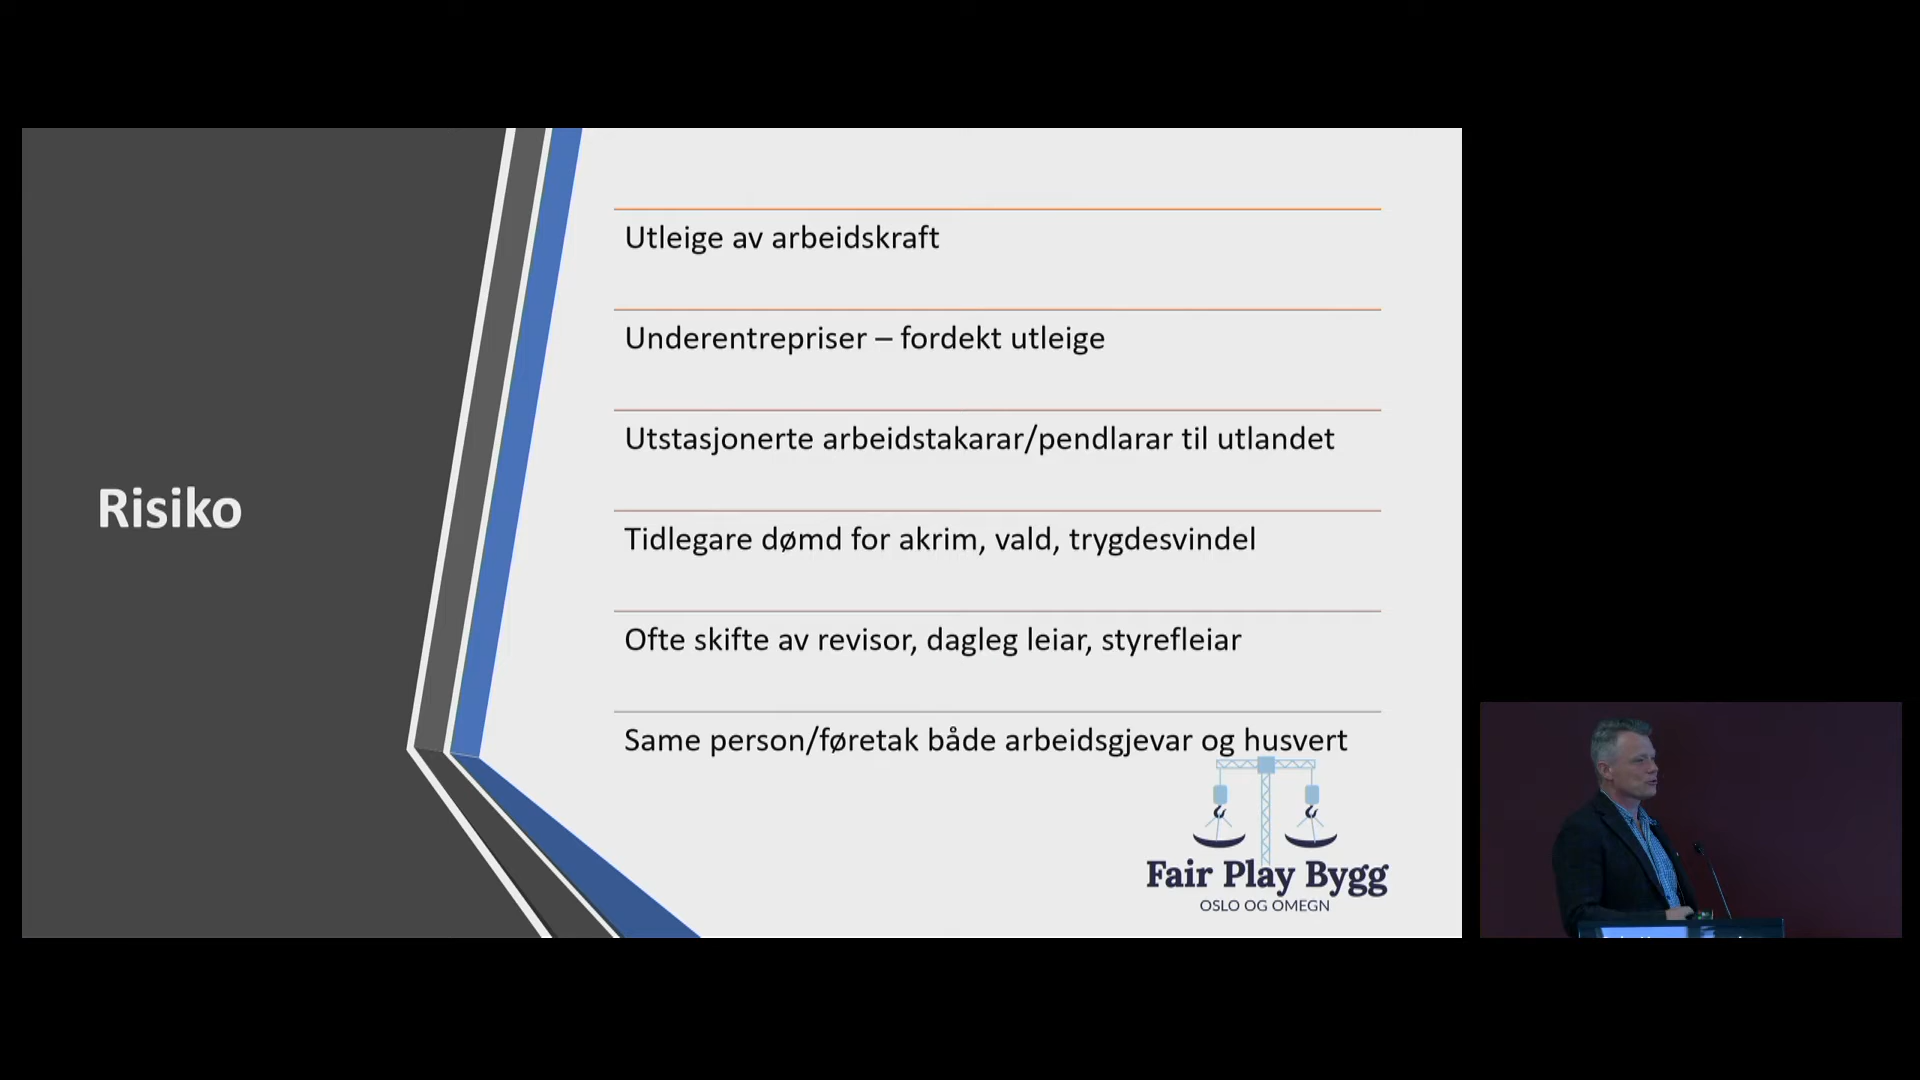 Risiko
Utleige av arbeidskraft
Underentrepriser – fordekt utleige
Utstasjonerte arbeidstakarar/pendlarar til utlandet
Tidlegare dømd for akrim, vald, trygdesvindel
Ofte skifte av revisor, dagleg leiar, styrefleiar
Same person/føretak både arbeidsgjevar og husvert
Fair Play Bygg
OSLO OG OMEGN